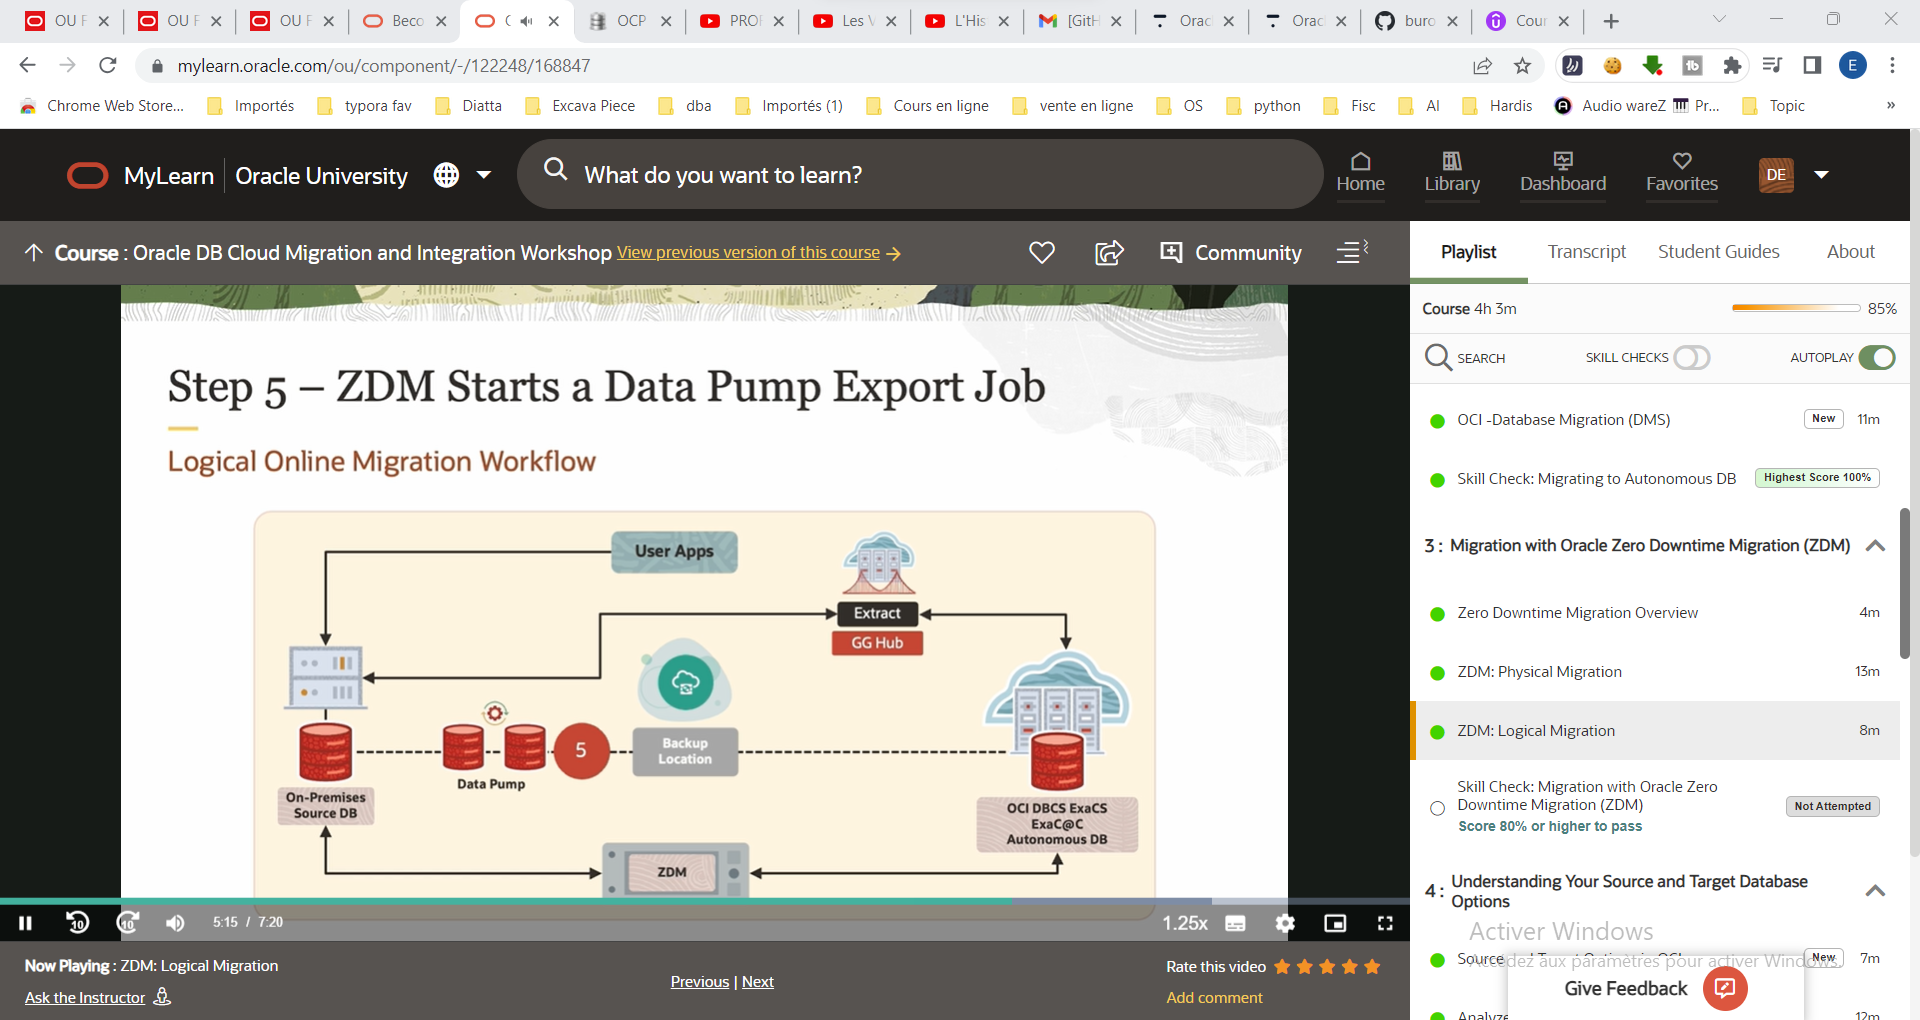 OU F
OU F
OU F
Beco
OCP
PROF
Les V
L'His
[GitH
Orac
Orac
buro
Cour
mylearn.oracle.com/ou/component/-/122248/168847
E
Chrome Web Store...
Importés
typora fav
Diatta
Excava Piece
dba
Importés (1)
Cours en ligne
vente en ligne
OS
python
Fisc
AI
Hardis
Audio wareZ
Pr...
Topic
»
MyLearn
Oracle University
What do you want to learn?
Home
Library
Dashboard
Favorites
DE
Course : Oracle DB Cloud Migration and Integration Workshop View previous version of this course
Community
Playlist
Transcript
Student Guides
About
Course 4h 3m
85%
SEARCH
SKILL CHECKS
AUTOPLAY
Step 5 – ZDM Starts a Data Pump Export Job
Logical Online Migration Workflow
User Apps
Extract
GG Hub
Backup
Location
5
Data Pump
On-Premises
Source DB
OCI DBCS ExaCS
ExaC@C
Autonomous DB
ZDM
10
10
5:15 / 7:20
1.25x
Now Playing : ZDM: Logical Migration
Ask the Instructor
Previous | Next
Rate this video
Add comment
OCI -Database Migration (DMS)
New
11m
Skill Check: Migrating to Autonomous DB
Highest Score 100%
3 : Migration with Oracle Zero Downtime Migration (ZDM)
Zero Downtime Migration Overview
4m
ZDM: Physical Migration
13m
ZDM: Logical Migration
8m
Skill Check: Migration with Oracle Zero
Downtime Migration (ZDM)
Not Attempted
Score 80% or higher to pass
4 : Understanding Your Source and Target Database
Options
Activer Windows
Accédez aux paramètres pour activer Windows.
New
7m
Give Feedback
Analyze
12m